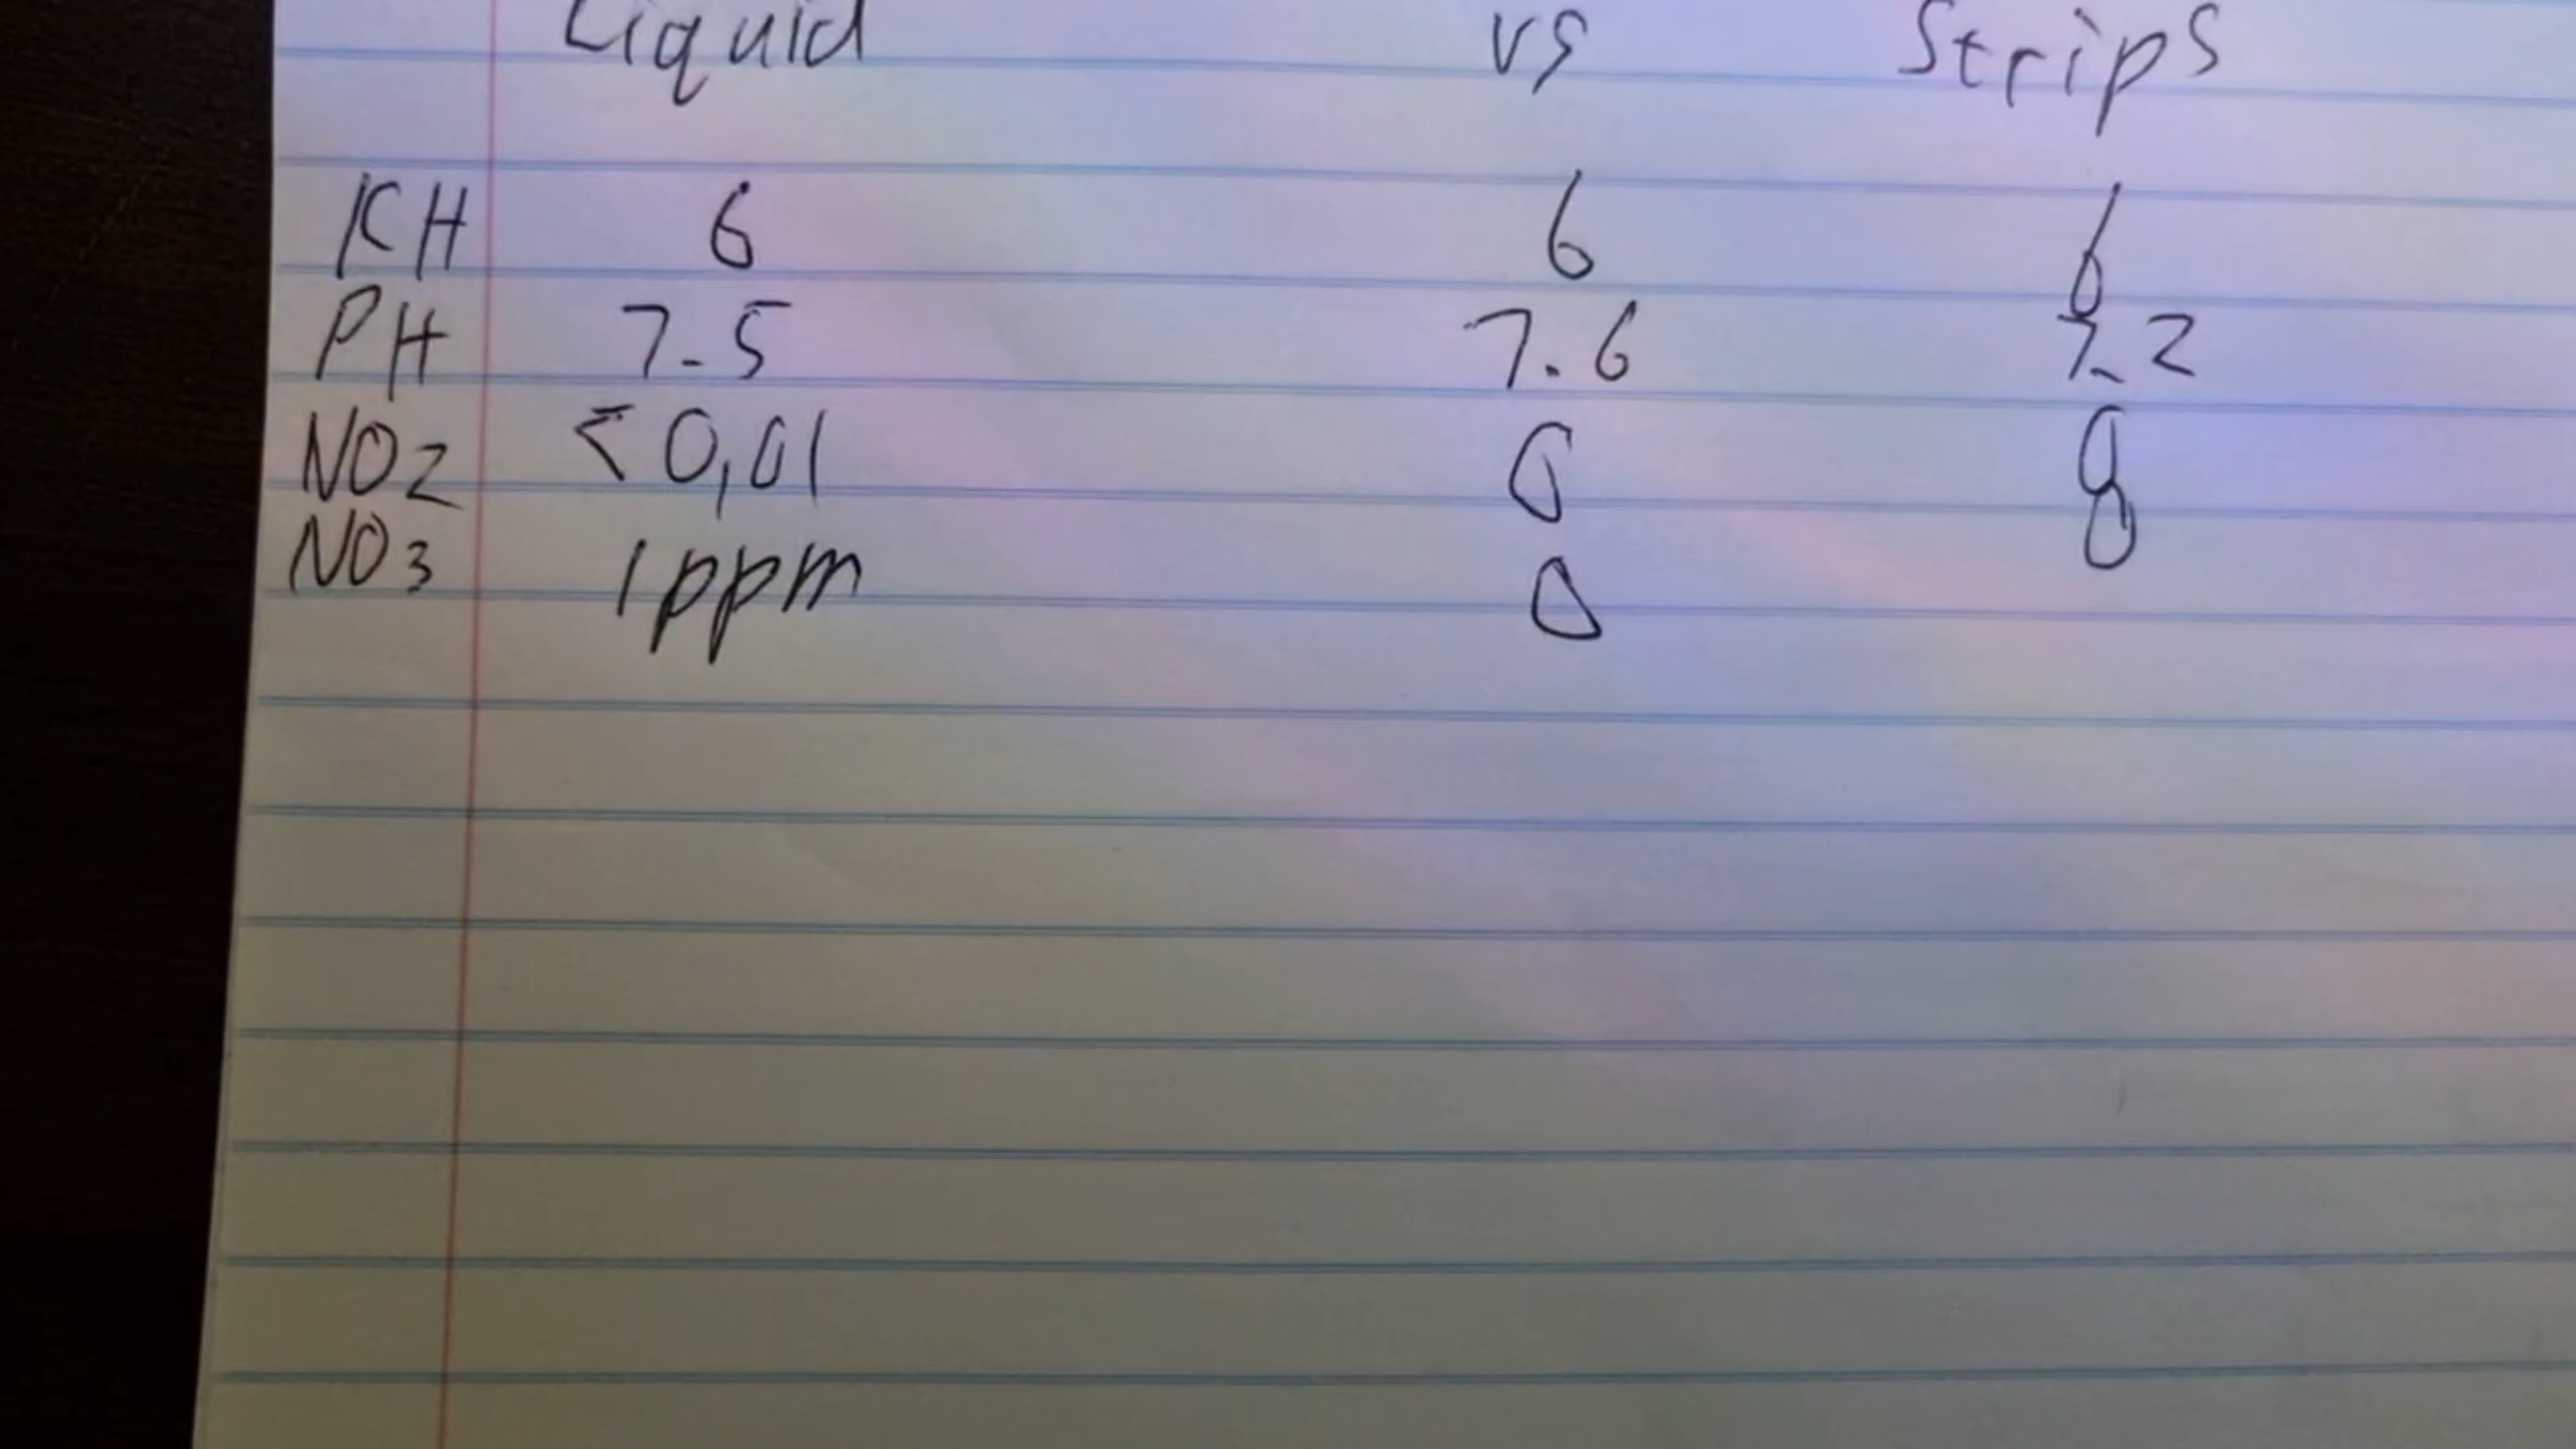 Liquid vs Strips
KH 6 6 6
PH 7.5 7.6 7.2
NO2 ≤0,01 0 0
NO3 1ppm 0 0